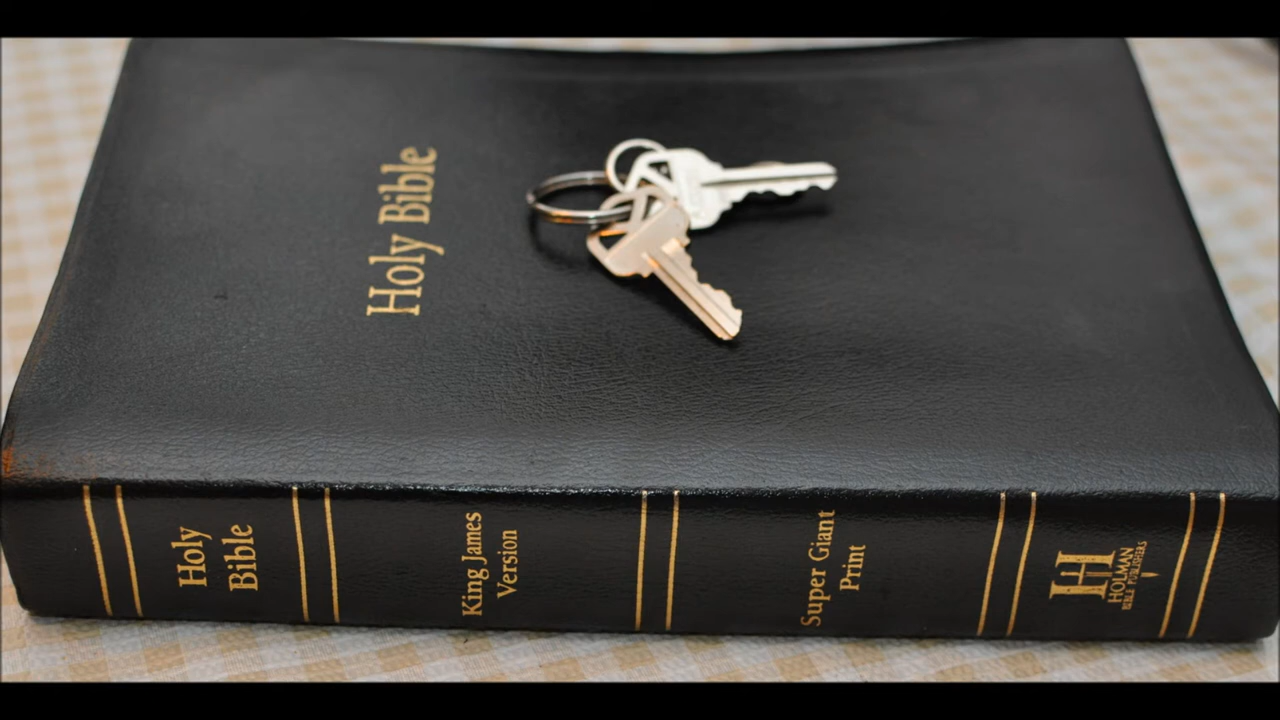 Holy Bible
Holy
Bible
King James
Version
Super Giant
Print
HOLMAN
BIBLE PUBLISHERS